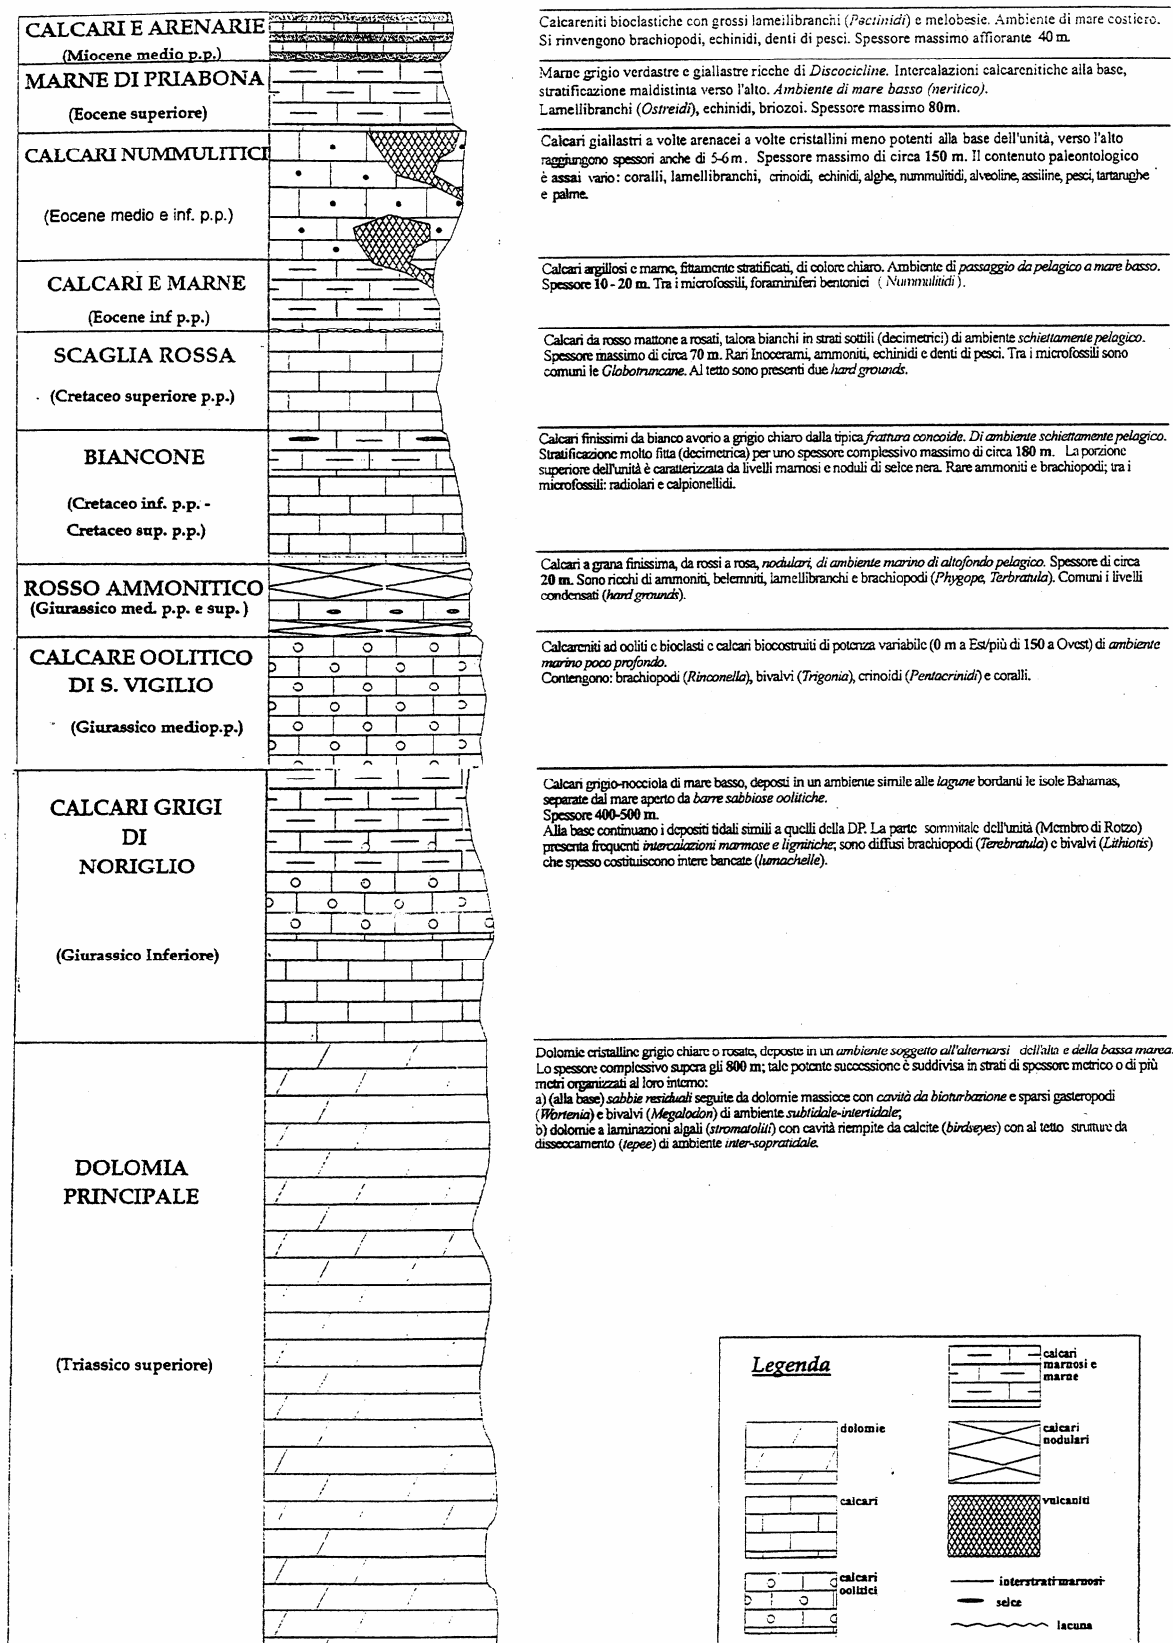 CALCARI E ARENARIE
(Miocene medio p.p.)
Calcareniti bioclastiche con grossi lameilibranchi (Pectinidi) e melobesie. Ambiente di mare costiero.
Si rinvengono brachiopodi, echinidi, denti di pesci. Spessore massimo affiorante 40 m.
MARNE DI PRIABONA
(Eocene superiore)
Marne grigio verdastre e giallastre ricche di Discocicline. Intercalazioni calcarenitiche alla base,
stratificazione maldistinta verso l'alto. Ambiente di mare basso (neritico).
Lamellibranchi (Ostreidi), echinidi, briozoi. Spessore massimo 80m.
CALCARI NUMMULITICI
(Eocene medio e inf. p.p.)
Calcari giallastri a volte arenacei a volte cristallini meno potenti alla base dell'unità, verso l'alto
raggiungono spessori anche di 5-6 m. Spessore massimo di circa 150 m. Il contenuto paleontologico
è assai vario: coralli, lamellibranchi, crinoidi, echinidi, alghe, nummulitidi, alveoline, assiline, pesci, tartarughe
e palme.
CALCARI E MARNE
(Eocene inf p.p.)
Calcari argillosi e marne, fittamente stratificati, di colore chiaro. Ambiente di passaggio da pelagico a mare basso.
Spessore 10 - 20 m. Tra i microfossili, foraminiferi bentonici ( Nummulitidi ).
SCAGLIA ROSSA
(Cretaceo superiore p.p.)
Calcari da rosso mattone a rosati, talora bianchi in strati sottili (decimetrici) di ambiente schiettamente pelagico.
Spessore massimo di circa 70 m. Rari Inocerami, ammoniti, echinidi e denti di pesci. Tra i microfossili sono
comuni le Globotruncane. Al tetto sono presenti due hard grounds.
BIANCONE
(Cretaceo inf. p.p. -
Cretaceo sup. p.p.)
Calcari finissimi da bianco avorio a grigio chiaro dalla tipica frattura concoide. Di ambiente schiettamente pelagico.
Stratificazione molto fitta (decimetrica) per uno spessore complessivo massimo di circa 180 m. La porzione
superiore dell'unità è caratterizzata da livelli marnosi e noduli di selce nera. Rare ammoniti e brachiopodi; tra i
microfossili: radiolari e calpionellidi.
ROSSO AMMONITICO
(Giurassico med. p.p. e sup. )
Calcari a grana finissima, da rossi a rosa, nodulari, di ambiente marino di altofondo pelagico. Spessore di circa
20 m. Sono ricchi di ammoniti, belemniti, lamellibranchi e brachiopodi (Phygope, Terbratula). Comuni i livelli
condensati (hard grounds).
CALCARE OOLITICO
DI S. VIGILIO
(Giurassico mediop.p.)
Calcareniti ad ooliti e bioclasti e calcari biocostruiti di potenza variabile (0 m a Est/più di 150 a Ovest) di ambiente
marino poco profondo.
Contengono: brachiopodi (Rinconella), bivalvi (Trigonia), crinoidi (Pentacrinidi) e coralli.
CALCARI GRIGI
DI
NORIGLIO
(Giurassico Inferiore)
Calcari grigio-nocciola di mare basso, deposti in un ambiente simile alle lagune bordanti le isole Bahamas,
separate dal mare aperto da barre sabbiose oolitiche.
Spessore 400-500 m.
Alla base continuano i depositi tidali simili a quelli della DP. La parte sommitale dell'unità (Membro di Rotzo)
presenta frequenti intercalazioni marmose e lignitiche; sono diffusi brachiopodi (Terebratula) e bivalvi (Lithiotis)
che spesso costituiscono intere bancate (lumachelle).
DOLOMIA
PRINCIPALE
(Triassico superiore)
Dolomie cristalline grigio chiare o rosate, deposte in un ambiente soggetto all'alternarsi dell'alta e della bassa marea.
Lo spessore complessivo supera gli 800 m; tale potente successione è suddivisa in strati di spessore metrico o di più
metri organizzati al loro interno:
a) (alla base) sabbie residuali seguite da dolomie massicce con cavità da bioturbazione e sparsi gasteropodi
(Wortenia) e bivalvi (Megalodon) di ambiente subtidale-intertidale;
b) dolomie a laminazioni algali (stromatoliti) con cavità riempite da calcite (birdseyes) con al tetto strutture da
disseccamento (tepee) di ambiente inter-sopratidale.
Legenda
dolomie
calcari
calcari
oolitici
calcari
marnosi e
marne
calcari
nodulari
vulcaniti
interstrati marnosi
selce
lacuna